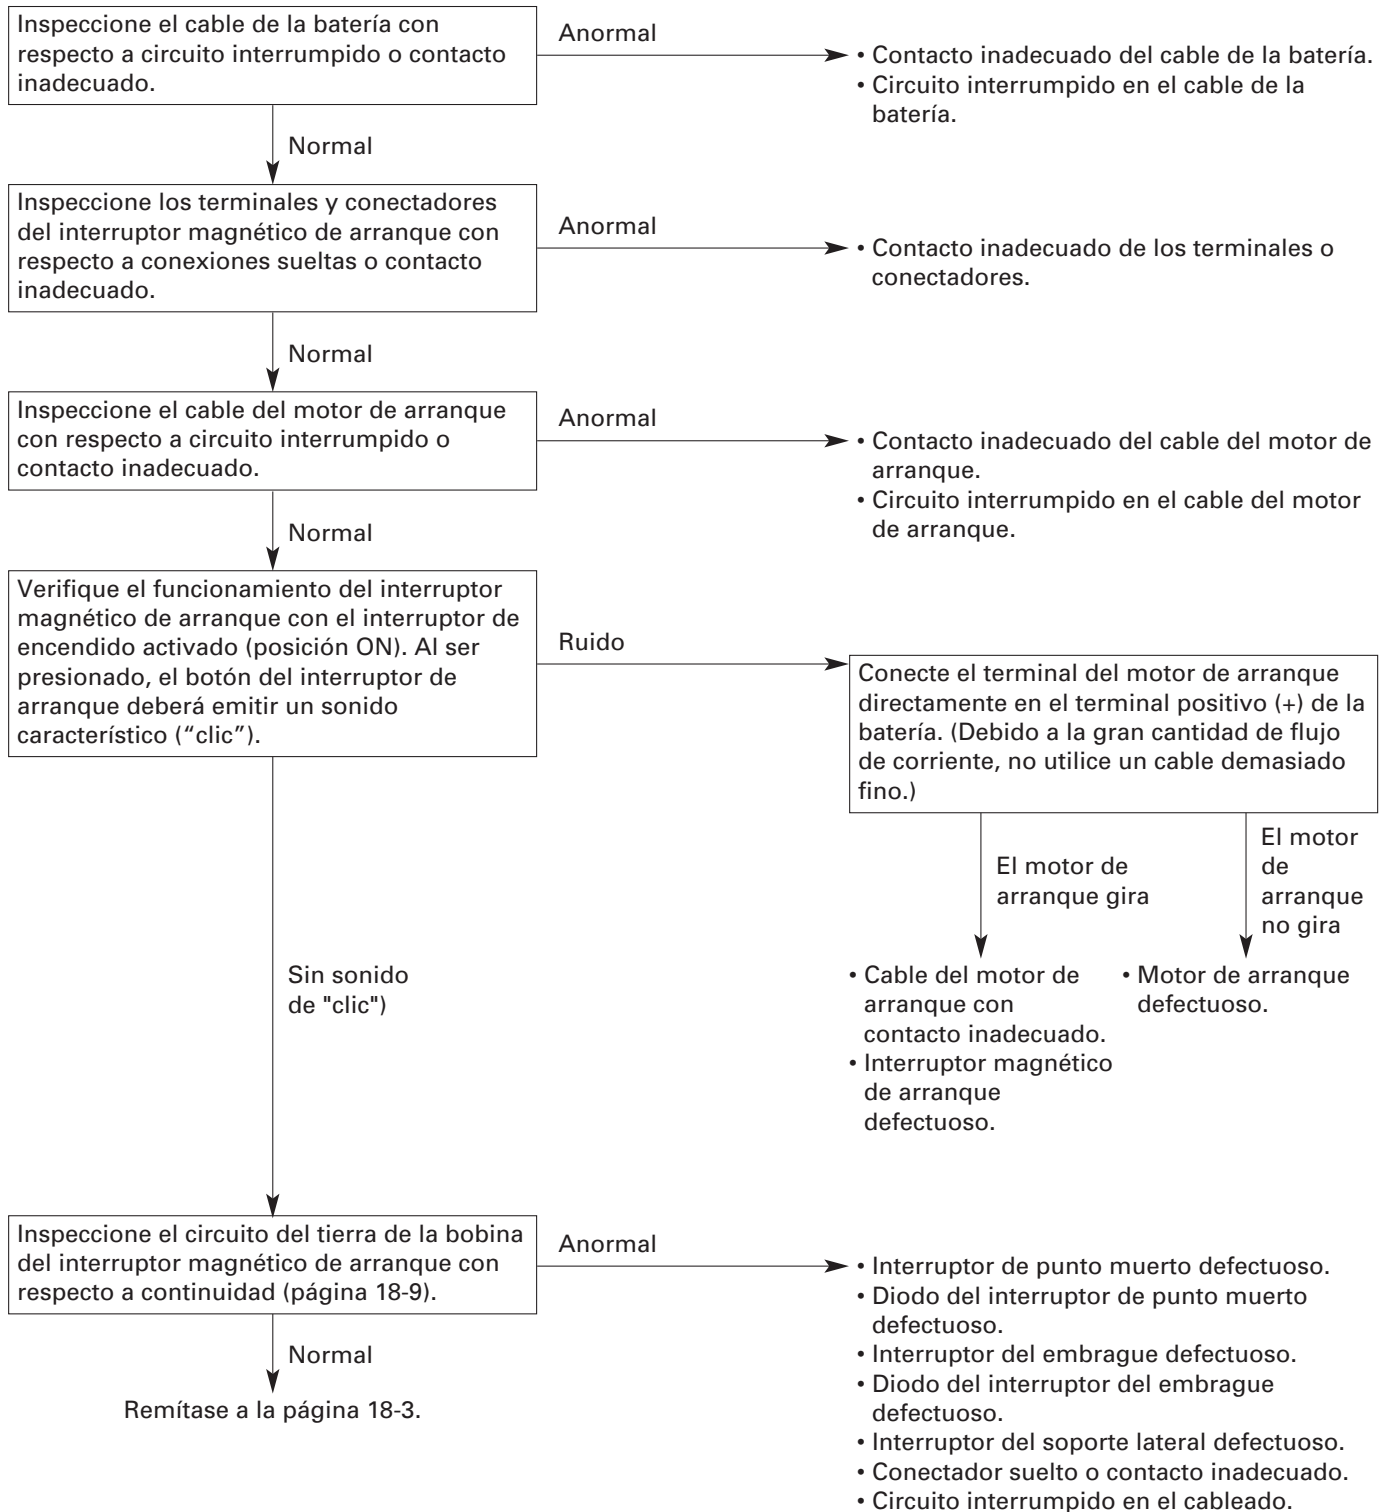 Inspeccione el cable de la batería con
respecto a circuito interrumpido o contacto
inadecuado.
Anormal
• Contacto inadecuado del cable de la batería.
• Circuito interrumpido en el cable de la
batería.
Normal
Inspeccione los terminales y conectadores
del interruptor magnético de arranque con
respecto a conexiones sueltas o contacto
inadecuado.
Anormal
• Contacto inadecuado de los terminales o
conectadores.
Normal
Inspeccione el cable del motor de arranque
con respecto a circuito interrumpido o
contacto inadecuado.
Anormal
• Contacto inadecuado del cable del motor de
arranque.
• Circuito interrumpido en el cable del motor
de arranque.
Normal
Verifique el funcionamiento del interruptor
magnético de arranque con el interruptor de
encendido activado (posición ON). Al ser
presionado, el botón del interruptor de
arranque deberá emitir un sonido
característico (“clic”).
Ruido
Conecte el terminal del motor de arranque
directamente en el terminal positivo (+) de la
batería. (Debido a la gran cantidad de flujo
de corriente, no utilice un cable demasiado
fino.)
El motor de
arranque gira
El motor
de
arranque
no gira
• Cable del motor de
arranque con
contacto inadecuado.
• Interruptor magnético
de arranque
defectuoso.
• Motor de arranque
defectuoso.
Sin sonido
de "clic")
Inspeccione el circuito del tierra de la bobina
del interruptor magnético de arranque con
respecto a continuidad (página 18-9).
Anormal
• Interruptor de punto muerto defectuoso.
• Diodo del interruptor de punto muerto
defectuoso.
• Interruptor del embrague defectuoso.
• Diodo del interruptor del embrague
defectuoso.
• Interruptor del soporte lateral defectuoso.
• Conectador suelto o contacto inadecuado.
• Circuito interrumpido en el cableado.
Normal
Remítase a la página 18-3.